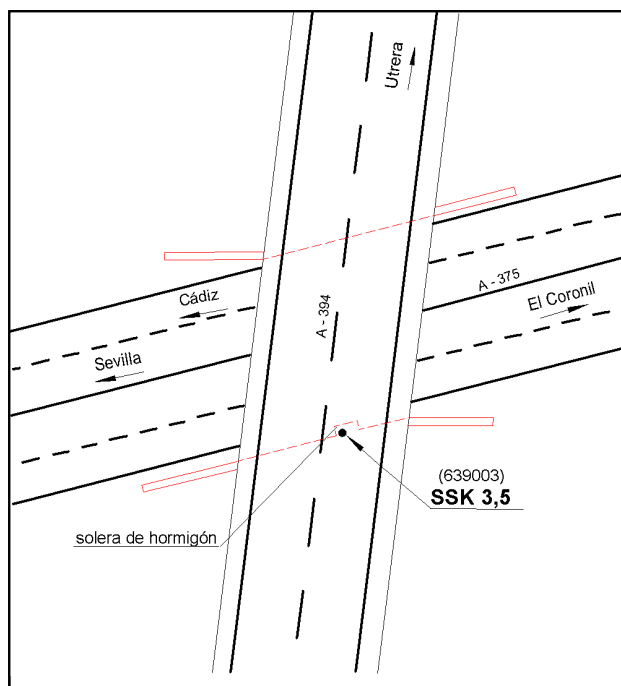 Utrera
A - 375
A - 394
Cádiz
El Coronil
Sevilla
(639003)
SSK 3,5
solera de hormigón